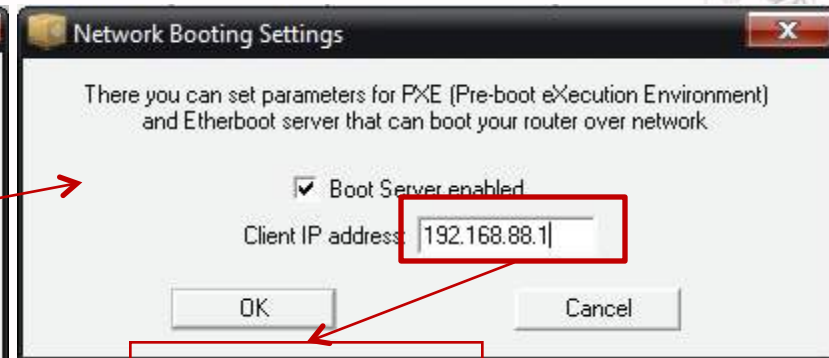 Network Booting Settings
There you can set parameters for PXE (Pre-boot eXecution Environment)
and Etherboot server that can boot your router over network
Boot Server enabled
Client IP address: 192.168.88.1
OK Cancel